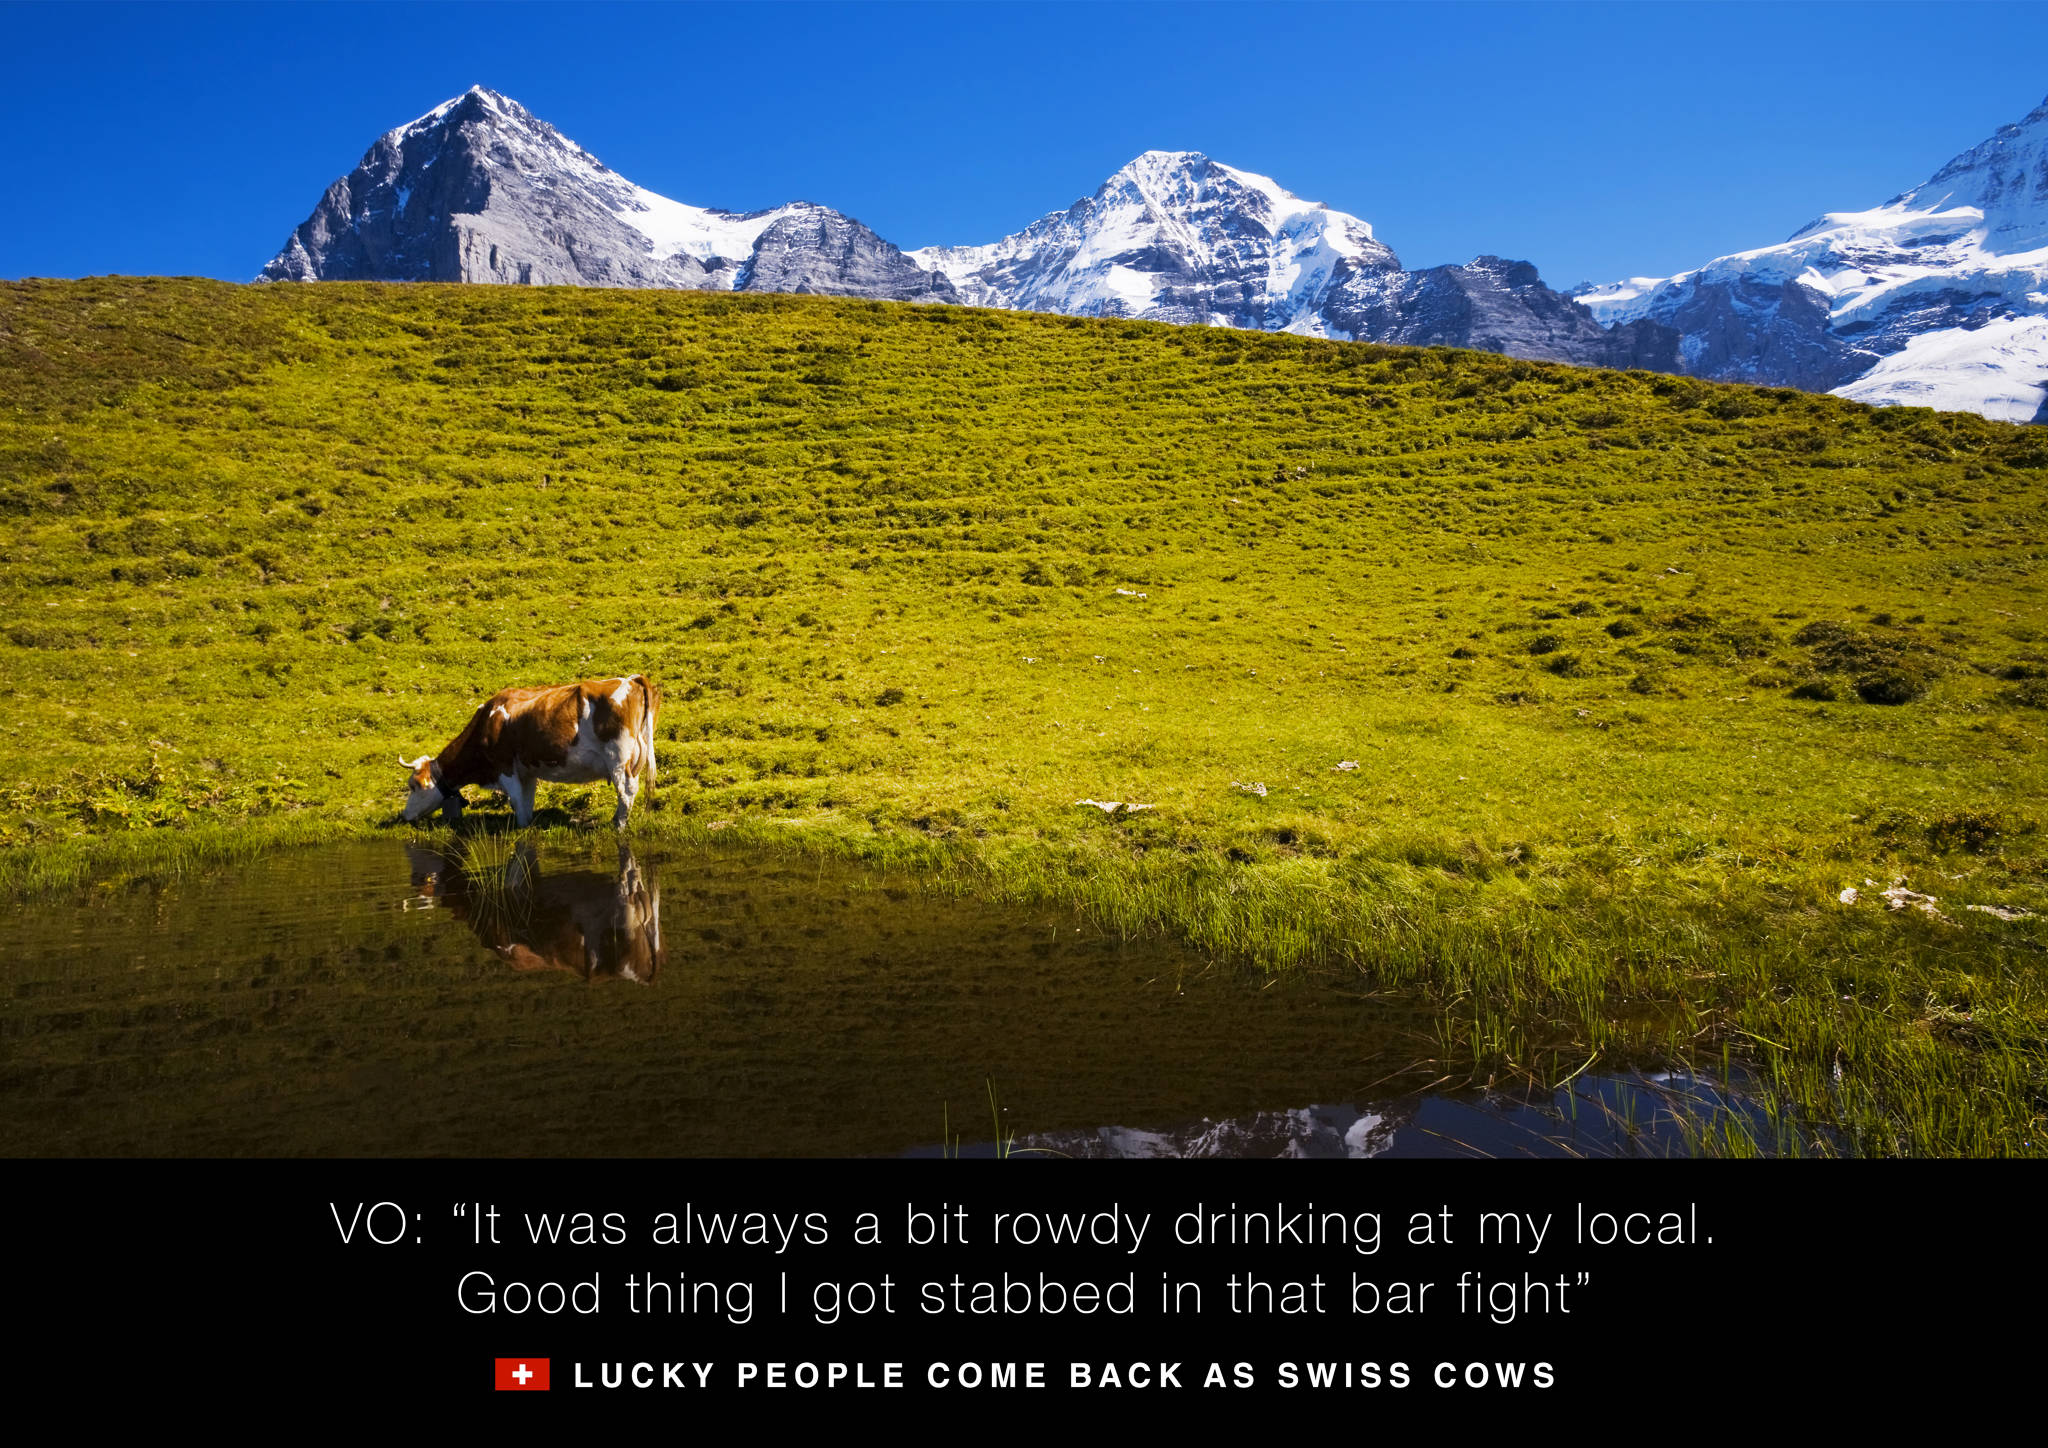 VO: “It was always a bit rowdy drinking at my local.
Good thing I got stabbed in that bar fight”
LUCKY PEOPLE COME BACK AS SWISS COWS